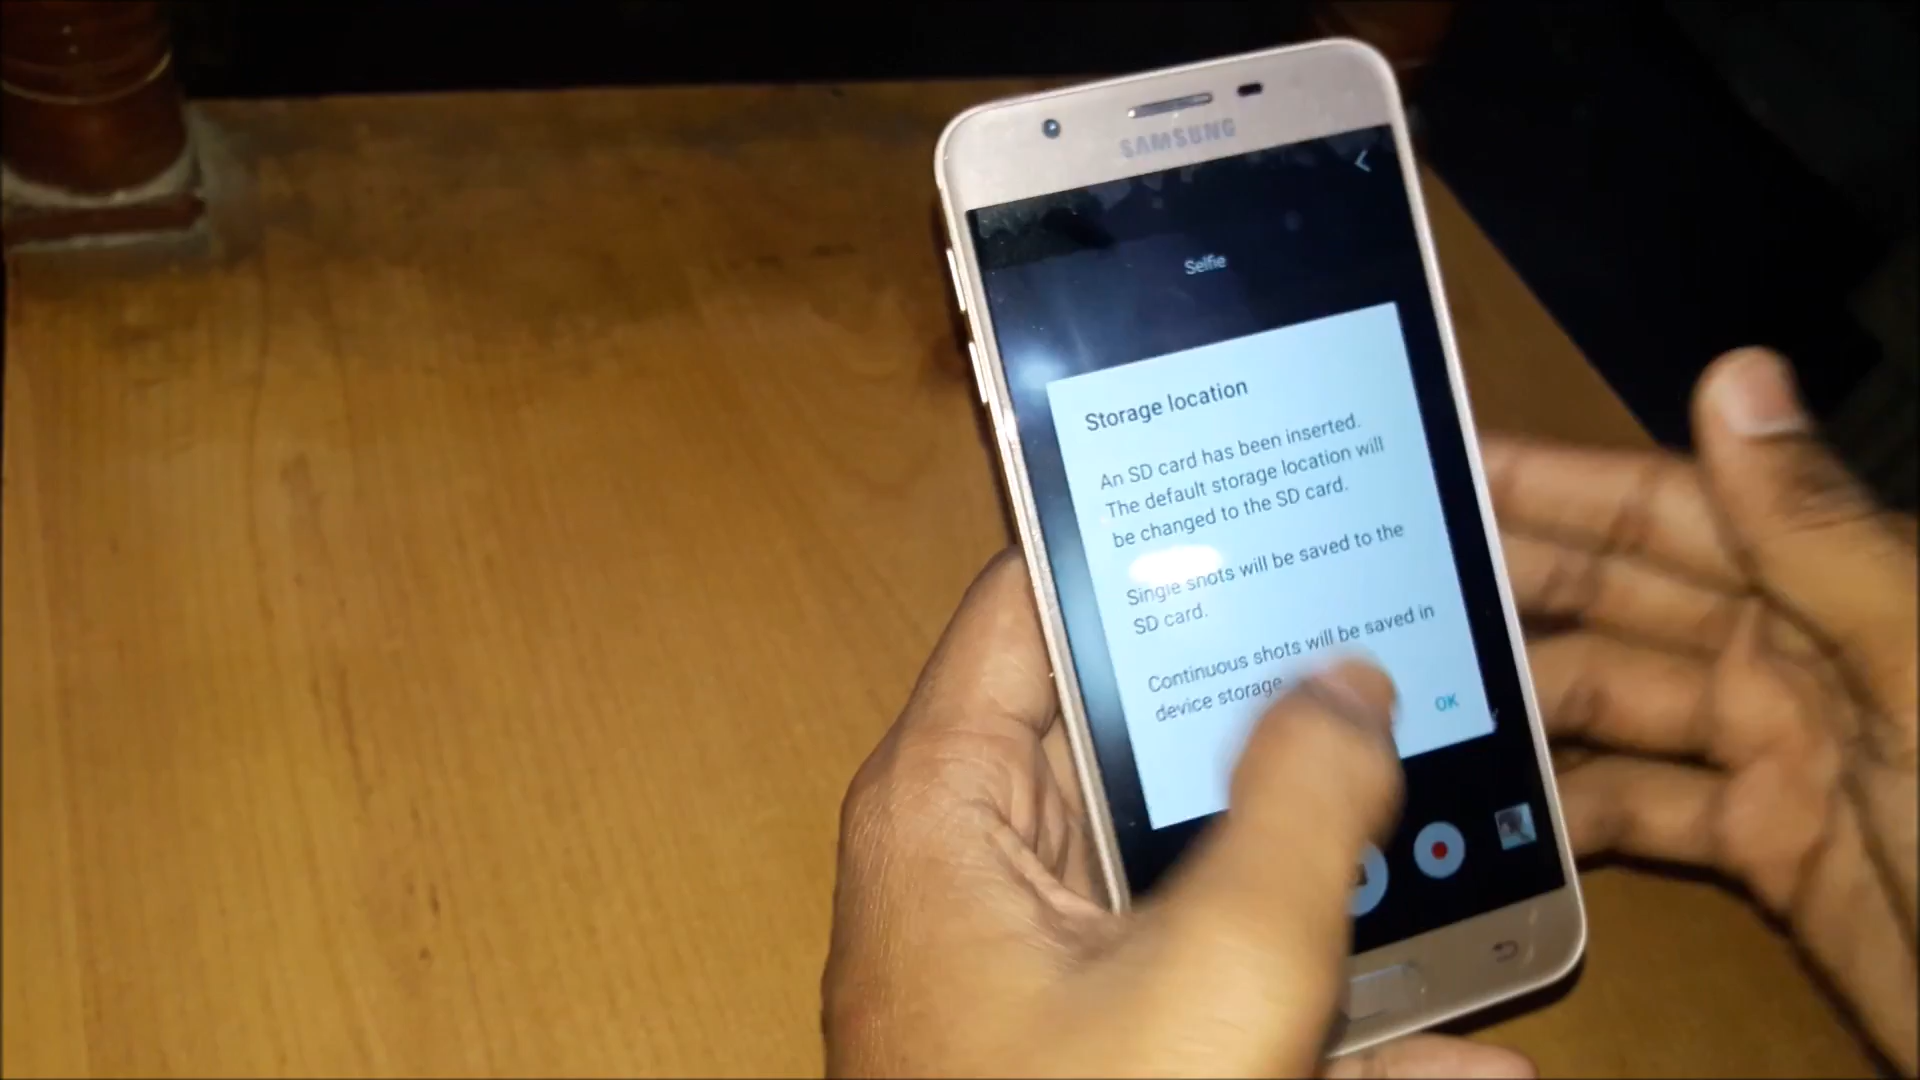 SAMSUNG
Selfie
Storage location
An SD card has been inserted.
The default storage location will
be changed to the SD card.
Single shots will be saved to the
SD card.
Continuous shots will be saved in
device storage
OK